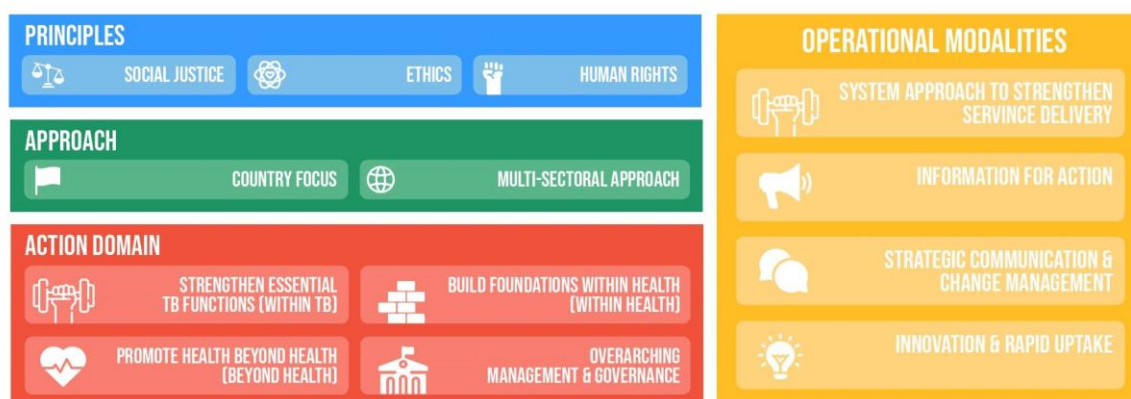 PRINCIPLES
SOCIAL JUSTICE
ETHICS
HUMAN RIGHTS
APPROACH
COUNTRY FOCUS
MULTI-SECTORAL APPROACH
ACTION DOMAIN
STRENGTHEN ESSENTIAL
TB FUNCTIONS (WITHIN TB)
BUILD FOUNDATIONS WITHIN HEALTH
(WITHIN HEALTH)
PROMOTE HEALTH BEYOND HEALTH
(BEYOND HEALTH)
OVERARCHING
MANAGEMENT & GOVERNANCE
OPERATIONAL MODALITIES
SYSTEM APPROACH TO STRENGTHEN
SERVINCE DELIVERY
INFORMATION FOR ACTION
STRATEGIC COMMUNICATION &
CHANGE MANAGEMENT
INNOVATION & RAPID UPTAKE